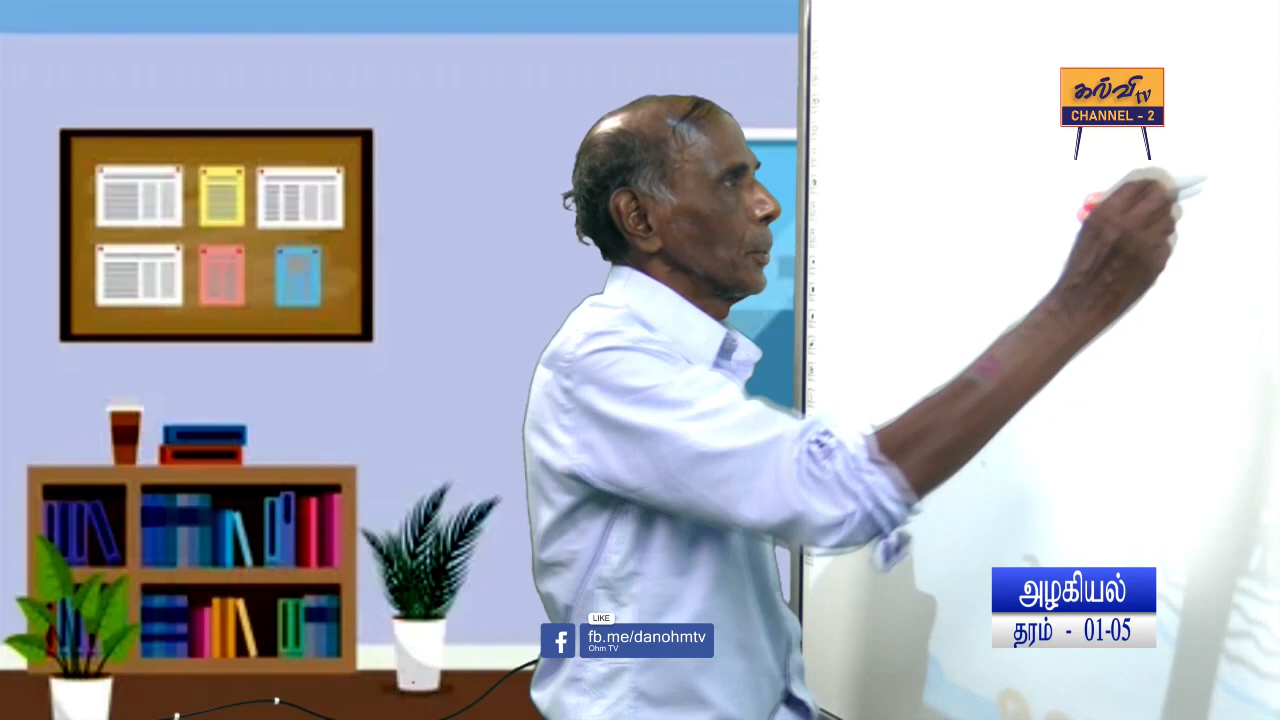 கல்வி tv
CHANNEL - 2
அழகியல்
தரம் - 01-05
LIKE
f fb.me/danohmtv
Ohm TV